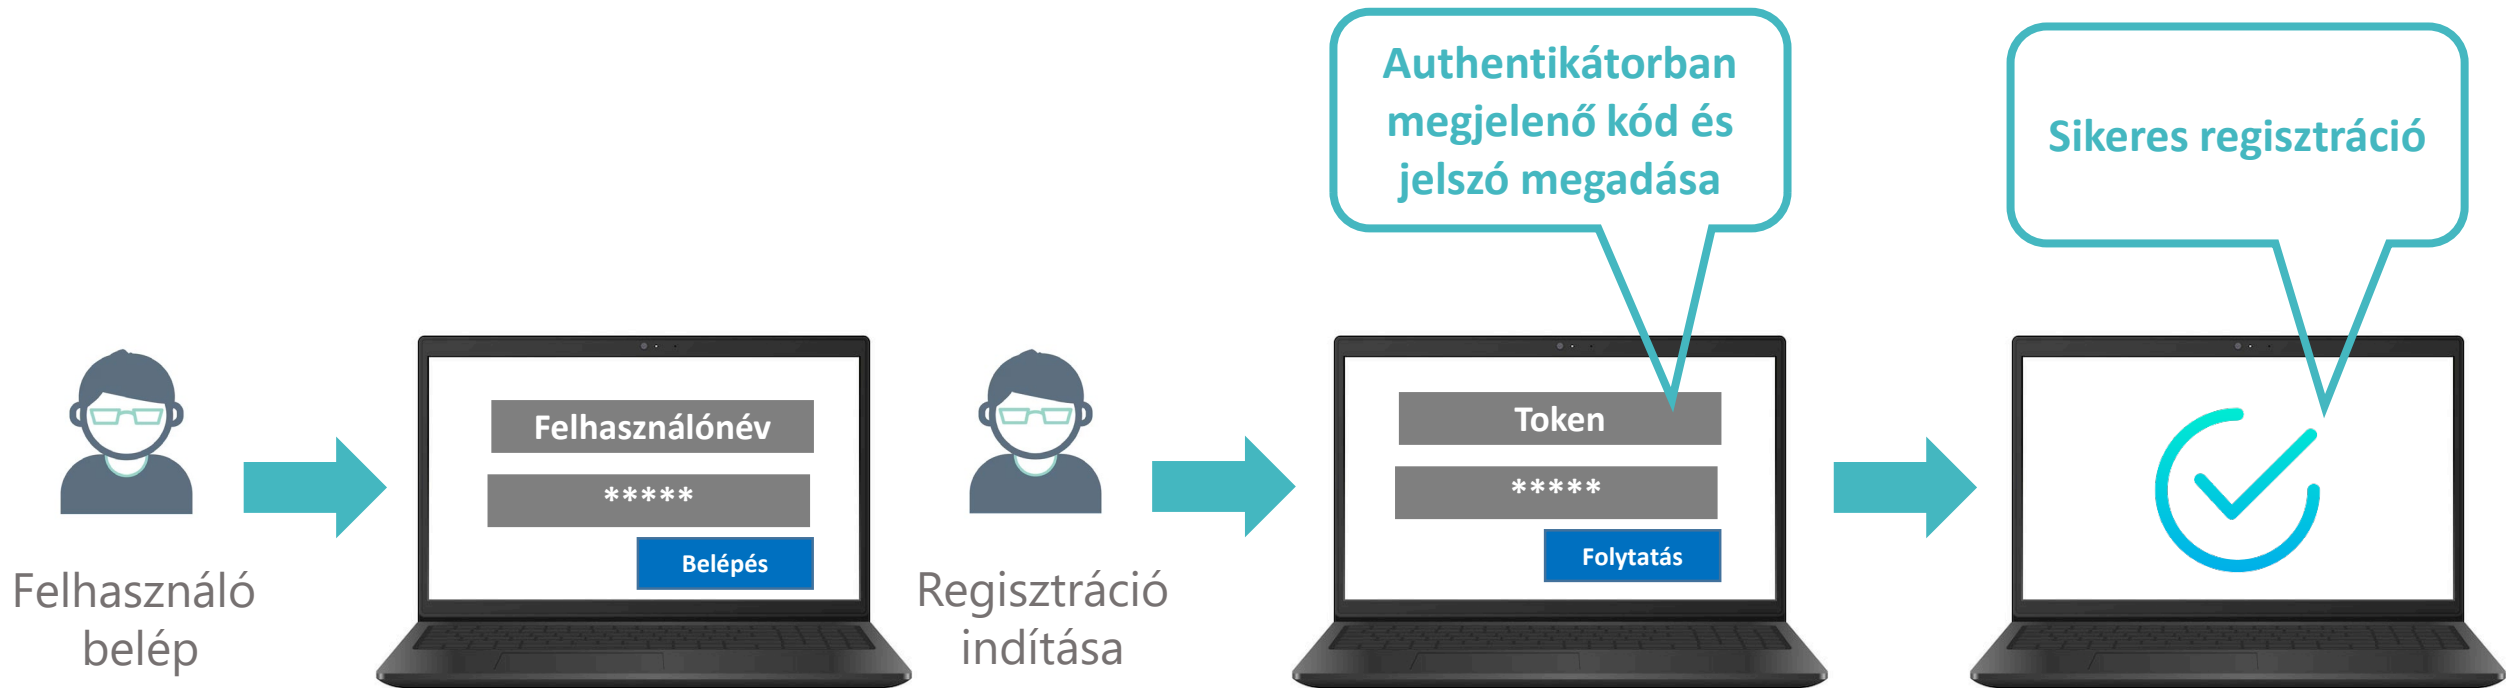 Felhasználó
belép
Felhasználónév
*****
Belépés
Regisztráció
indítása
Authentikátorban
megjelenő kód és
jelszó megadása
Token
*****
Folytatás
Sikeres regisztráció